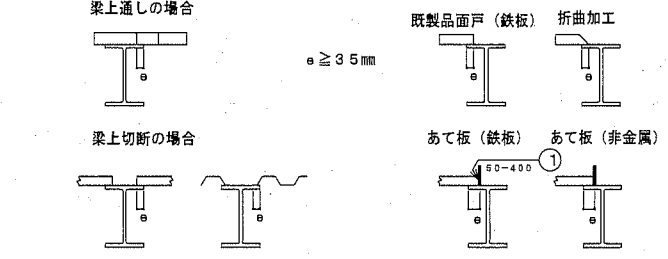 梁上通しの場合
e
e≧35㎜
既製品面戸（鉄板）
e
折曲加工
e
梁上切断の場合
e
e
あて板（鉄板）
50-400
1
e
あて板（非金属）
e